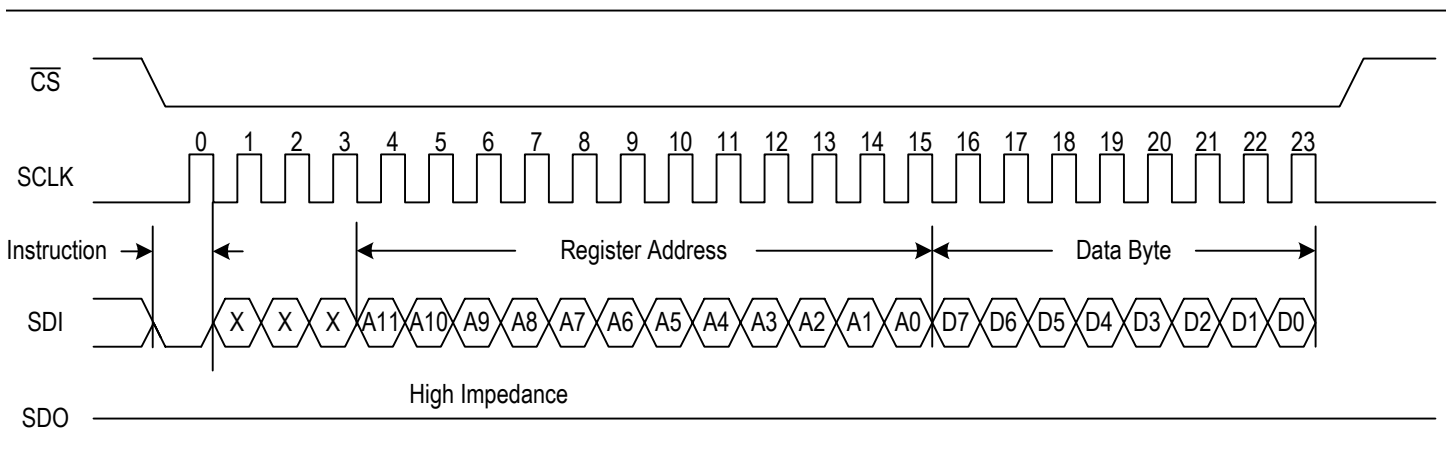 CS
0 1 2 3 4 5 6 7 8 9 10 11 12 13 14 15 16 17 18 19 20 21 22 23
SCLK
Instruction Register Address Data Byte
SDI X X X A11 A10 A9 A8 A7 A6 A5 A4 A3 A2 A1 A0 D7 D6 D5 D4 D3 D2 D1 D0
High Impedance
SDO